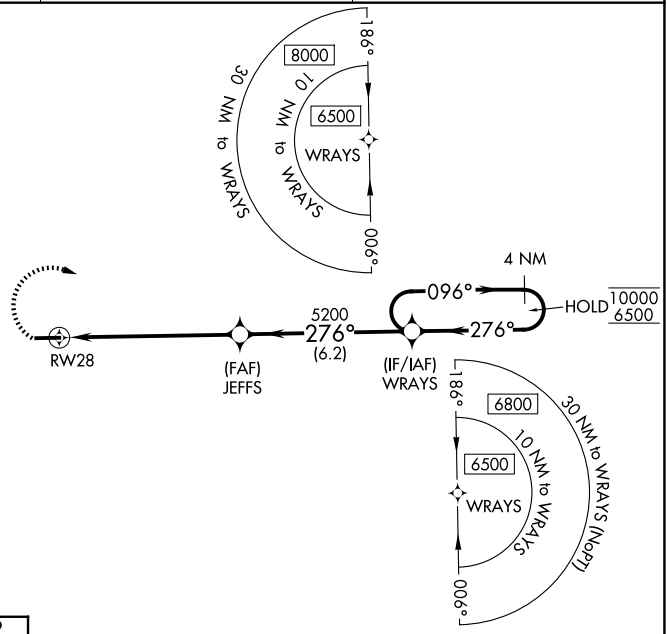 186°
8000
30 NM to WRAYS
10 NM to WRAYS
6500
WRAYS
006°
4 NM
096°
HOLD
10000
6500
5200
276°
(6.2)
276°
RW28
(FAF)
JEFFS
(IF/IAF)
WRAYS
186°
6800
30 NM to WRAYS (NoPT)
10 NM to WRAYS
6500
WRAYS
006°